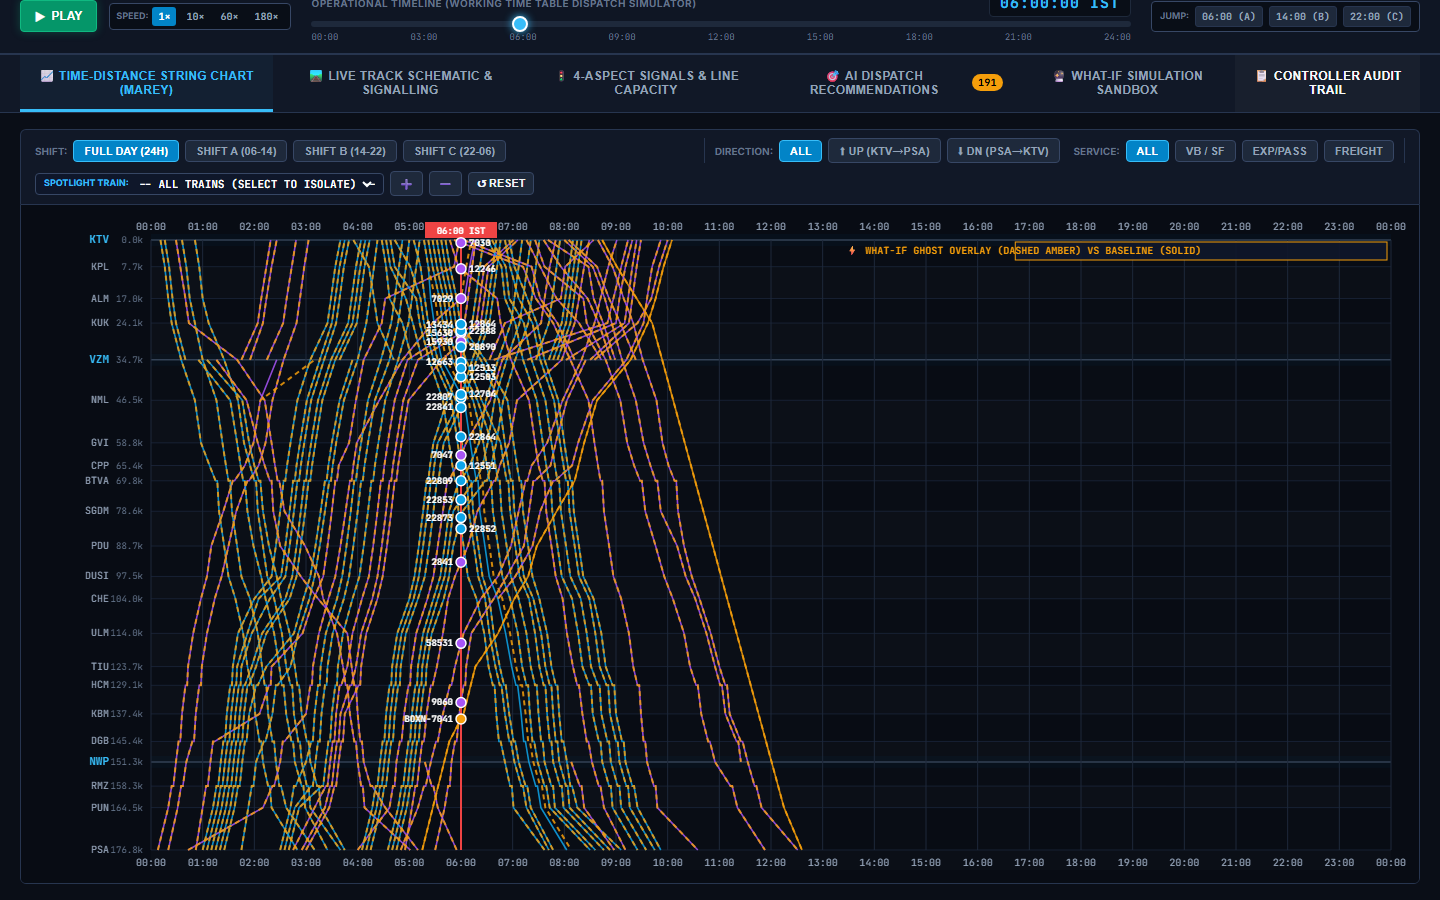 OPERATIONAL TIMELINE (WORKING TIME TABLE DISPATCH SIMULATOR)
▶ PLAY
SPEED: 1× 10× 60× 180×
06:00:00 IST
JUMP: 06:00 (A) 14:00 (B) 22:00 (C)
00:00 03:00 06:00 09:00 12:00 15:00 18:00 21:00 24:00
TIME-DISTANCE STRING CHART (MAREY)
LIVE TRACK SCHEMATIC & SIGNALLING
4-ASPECT SIGNALS & LINE CAPACITY
AI DISPATCH RECOMMENDATIONS 191
WHAT-IF SIMULATION SANDBOX
CONTROLLER AUDIT TRAIL
SHIFT: FULL DAY (24H) SHIFT A (06-14) SHIFT B (14-22) SHIFT C (22-06)
DIRECTION: ALL ⬆ UP (KTV→PSA) ⬇ DN (PSA→KTV)
SERVICE: ALL VB / SF EXP/PASS FREIGHT
SPOTLIGHT TRAIN: -- ALL TRAINS (SELECT TO ISOLATE) --
+ − ↺ RESET
00:00 01:00 02:00 03:00 04:00 05:00 06:00 IST 07:00 08:00 09:00 10:00 11:00 12:00 13:00 14:00 15:00 16:00 17:00 18:00 19:00 20:00 21:00 22:00 23:00 00:00
⚡ WHAT-IF GHOST OVERLAY (DASHED AMBER) VS BASELINE (SOLID)
KTV 0.0k
7030
KPL 7.7k
12246
ALM 17.0k
7029
KUK 24.1k
22888
15930
20890
VZM 34.7k
12663
12513
12503
NML 46.5k
22807
12704
22841
GVI 58.8k
22864
7047
CPP 65.4k
12551
BTVA 69.8k
22809
22853
SGDM 78.6k
22873
22852
PDU 88.7k
2841
DUSI 97.5k
CHE 104.0k
ULM 114.0k
58531
TIU 123.7k
HCM 129.1k
9060
KBM 137.4k
BOXN-7041
DGB 145.4k
NWP 151.3k
RMZ 158.3k
PUN 164.5k
PSA 176.8k
00:00 01:00 02:00 03:00 04:00 05:00 06:00 07:00 08:00 09:00 10:00 11:00 12:00 13:00 14:00 15:00 16:00 17:00 18:00 19:00 20:00 21:00 22:00 23:00 00:00